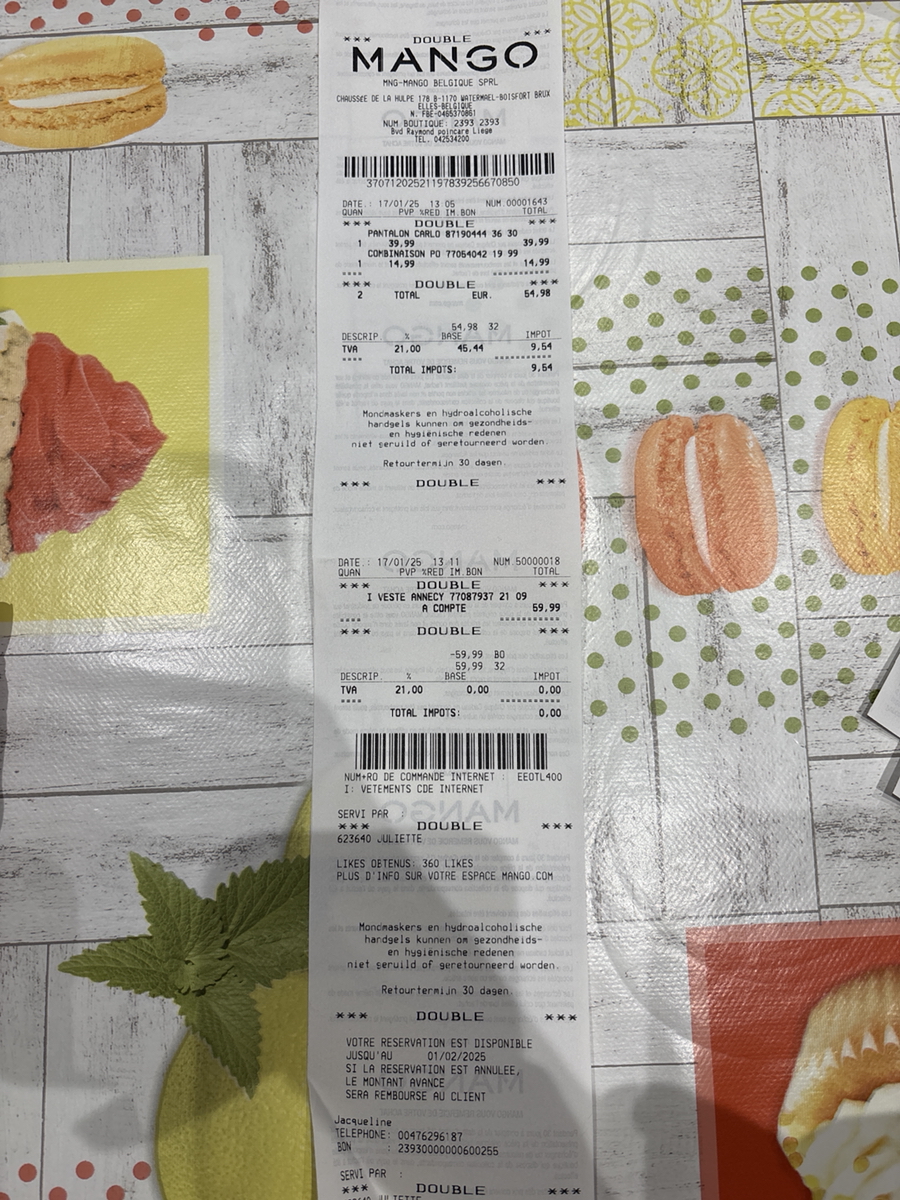 *** DOUBLE ***
MANGO
MNG-MANGO BELGIQUE SPRL
CHAUSSéE DE LA HULPE 178 B-1170 WATERMAEL-BOISFORT BRUX
ELLES-BELGIQUE
N. FBE-0465370861
NUM.BOUTIQUE: 2393 2393
Bvd Raymond poincare Liege
TEL. 042534200
37071202521197839256670850
DATE.: 17/01/25 13 05 NUM.00001643
QUAN PVP %RED IM.BON TOTAL
*** DOUBLE ***
PANTALON CARLO 87190444 36 30
1 39,99 39,99
COMBINAISON PO 77054042 19 99
1 14,99 14,99
==== ===========
*** DOUBLE ***
2 TOTAL EUR. 54,98
54,98 32
DESCRIP. % BASE IMPOT
TVA 21,00 45,44 9,54
==== ===========
TOTAL IMPOTS: 9,54
Mondmaskers en hydroalcoholische
handgels kunnen om gezondheids-
en hygiënische redenen
niet geruild of geretourneerd worden.
Retourtermijn 30 dagen.
*** DOUBLE ***
DATE.: 17/01/25 13 11 NUM.50000018
QUAN PVP %RED IM.BON TOTAL
*** DOUBLE ***
I VESTE ANNECY 77087937 21 09
A COMPTE 59,99
==== ===========
*** DOUBLE ***
-59,99 BO
59,99 32
DESCRIP. % BASE IMPOT
TVA 21,00 0,00 0,00
==== ===========
TOTAL IMPOTS: 0,00
NUM+RO DE COMMANDE INTERNET : EEOTL400
I: VETEMENTS CDE INTERNET
SERVI PAR :
*** DOUBLE ***
623640 JULIETTE
LIKES OBTENUS: 360 LIKES
PLUS D'INFO SUR VOTRE ESPACE MANGO.COM
Mondmaskers en hydroalcoholische
handgels kunnen om gezondheids-
en hygiënische redenen
niet geruild of geretourneerd worden.
Retourtermijn 30 dagen.
*** DOUBLE ***
VOTRE RESERVATION EST DISPONIBLE
JUSQU'AU 01/02/2025
SI LA RESERVATION EST ANNULEE,
LE MONTANT AVANCE
SERA REMBOURSE AU CLIENT
Jacqueline
TELEPHONE: 00476296187
BON : 23930000000600255
SERVI PAR :
*** DOUBLE ***
623640 JULIETTE